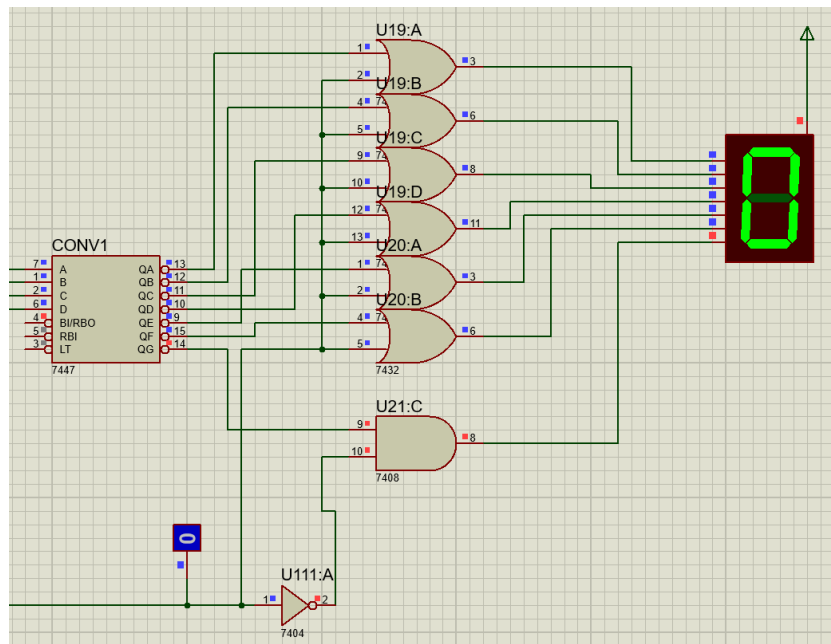 U19:A
1
2
3
U19:B
4
74
5
6
U19:C
9
74
10
8
U19:D
12
74
13
11
U20:A
1
74
2
3
U20:B
4
74
5
6
7432
CONV1
7 A QA 13
1 B QB 12
2 C QC 11
6 D QD 10
4 BI/RBO QE 9
5 RBI QF 15
3 LT QG 14
7447
U21:C
9
10
8
7408
0
U111:A
1
2
7404
0